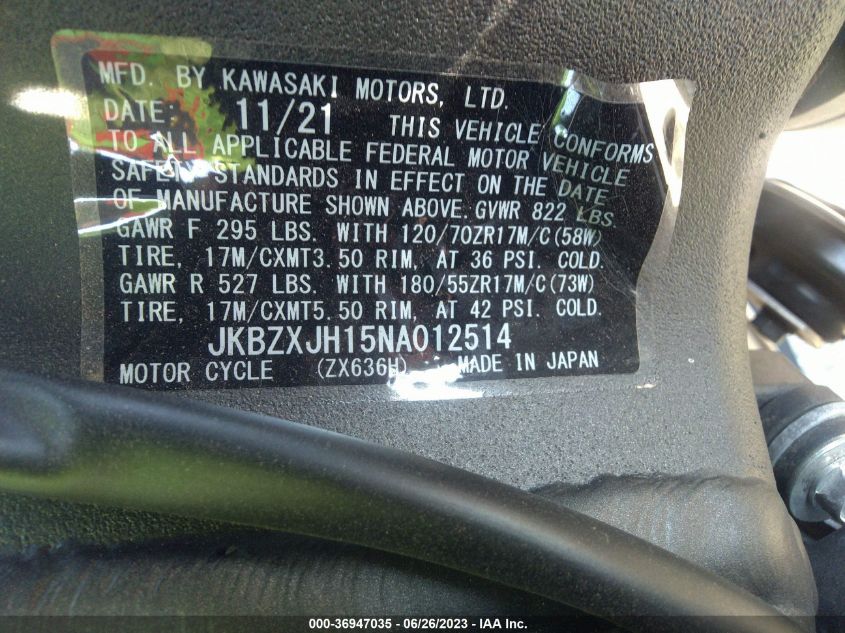 MFD. BY KAWASAKI MOTORS, LTD.
DATE: 11/21 THIS VEHICLE CONFORMS
TO ALL APPLICABLE FEDERAL MOTOR VEHICLE
SAFETY STANDARDS IN EFFECT ON THE DATE
OF MANUFACTURE SHOWN ABOVE. GVWR 822 LBS.
GAWR F 295 LBS. WITH 120/70ZR17M/C(58W)
TIRE, 17M/CXMT3.50 RIM, AT 36 PSI. COLD.
GAWR R 527 LBS. WITH 180/55ZR17M/C(73W)
TIRE, 17M/CXMT5.50 RIM, AT 42 PSI. COLD.
JKBZXJH15NA012514
MOTOR CYCLE (ZX636H) MADE IN JAPAN
000-36947035 - 06/26/2023 - IAA Inc.